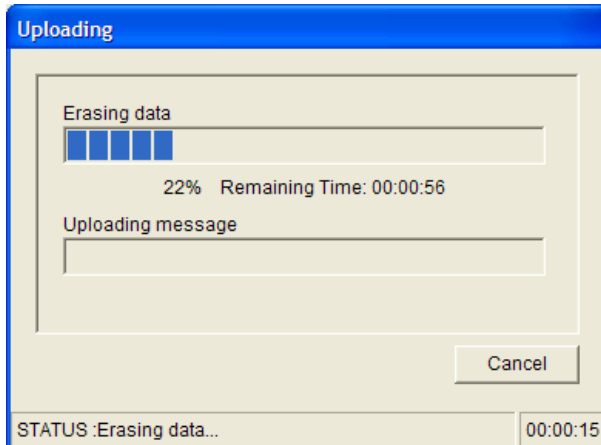 Uploading
Erasing data
22% Remaining Time: 00:00:56
Uploading message
Cancel
STATUS :Erasing data... 00:00:15